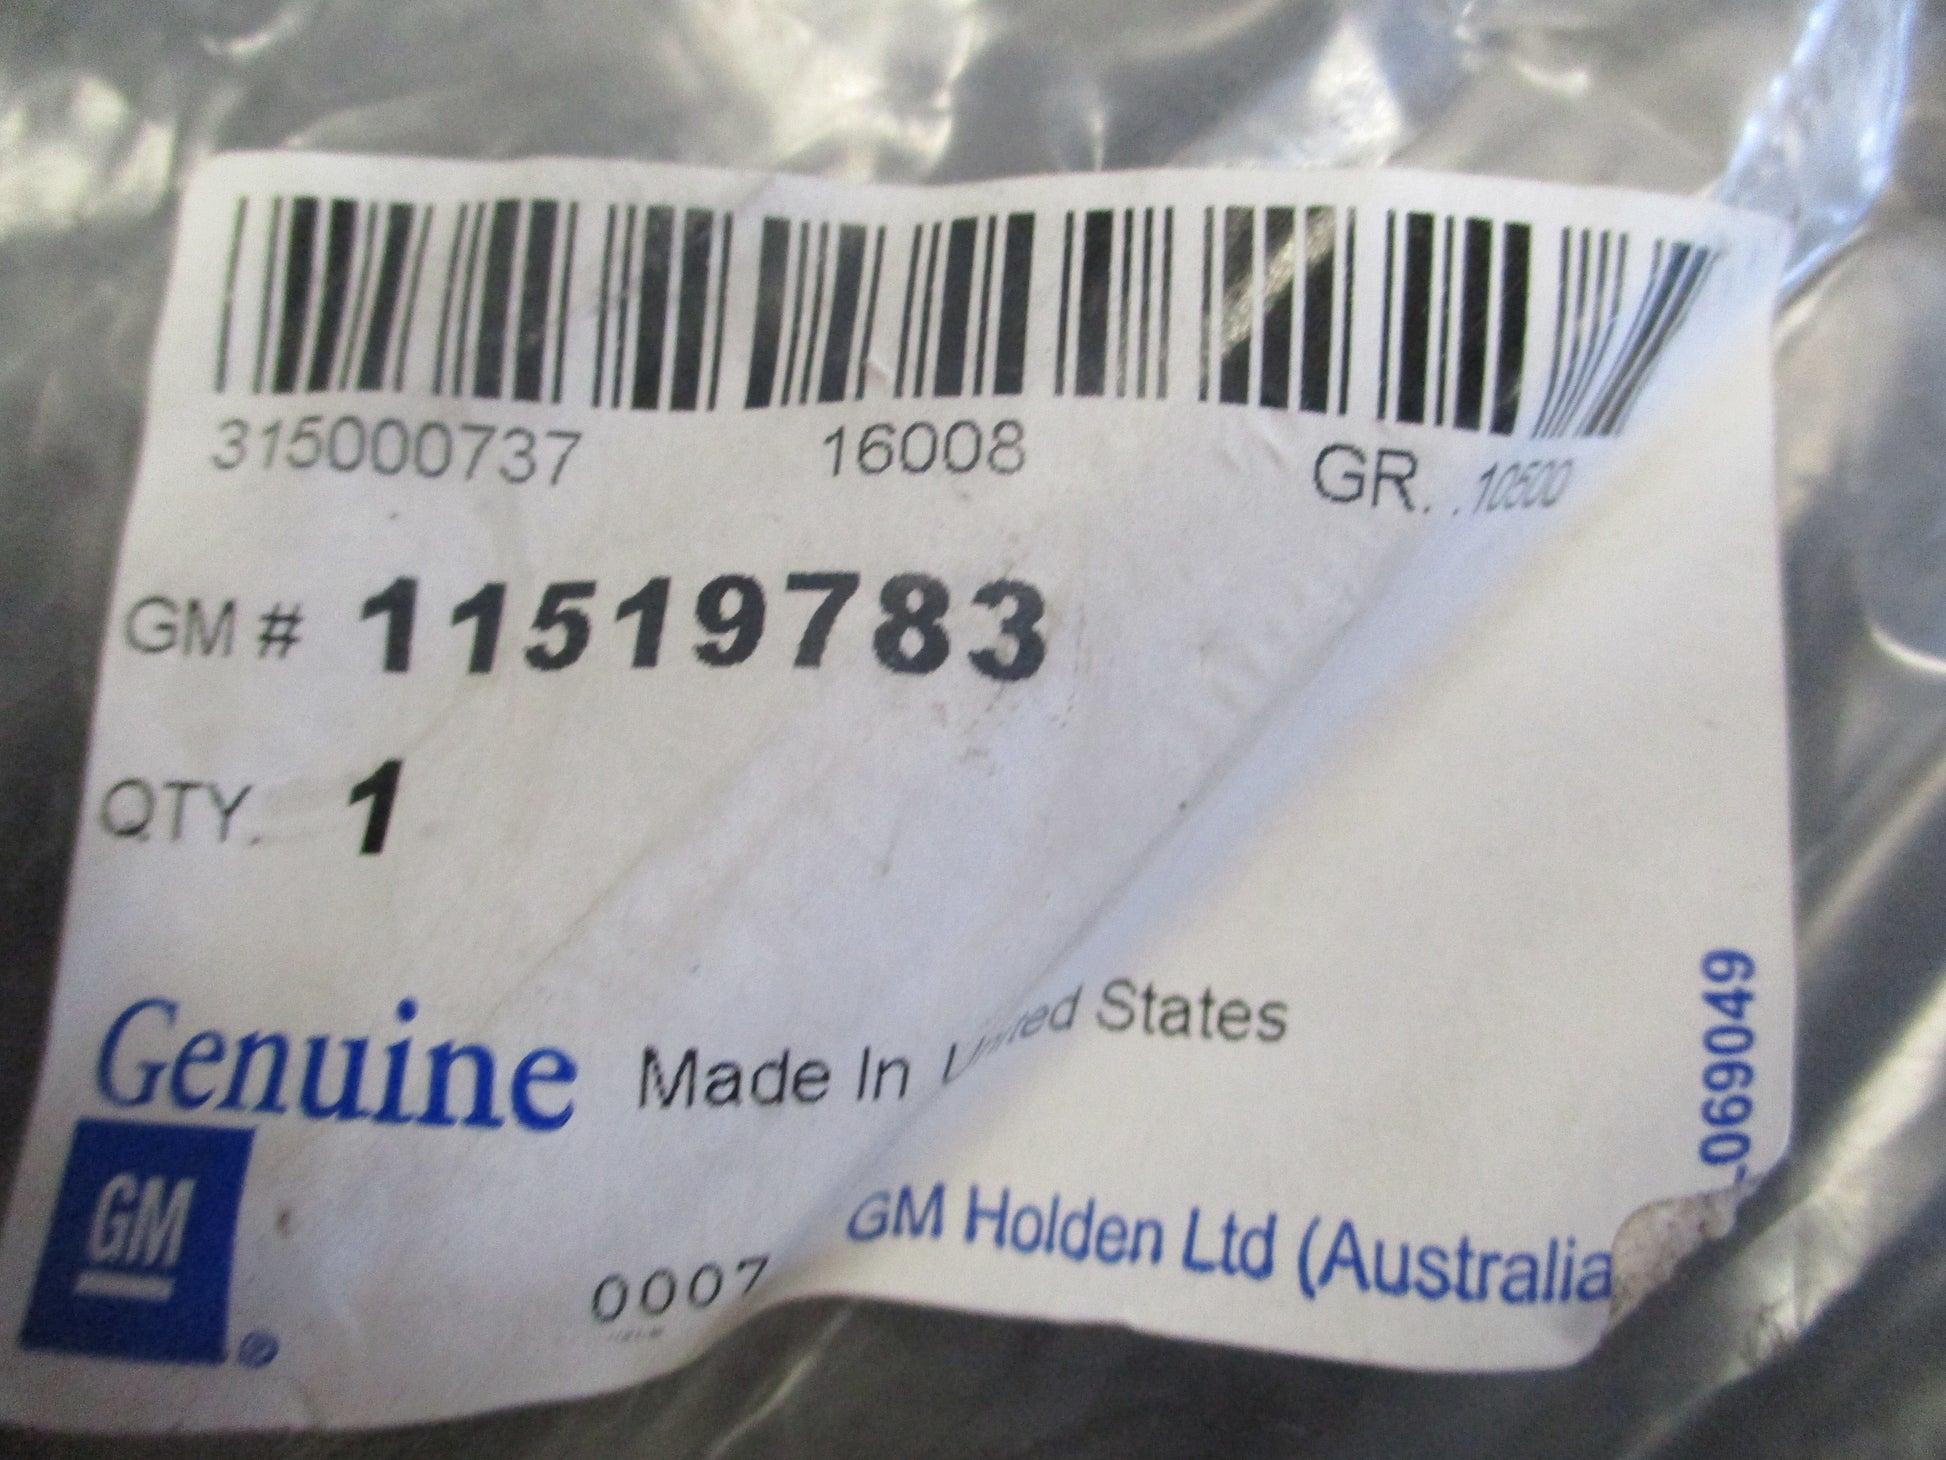 315000737 16008 GR. . 10500
GM # 11519783
QTY. 1
Genuine Made In United States
GM ®
0007
GM Holden Ltd (Australia
069049